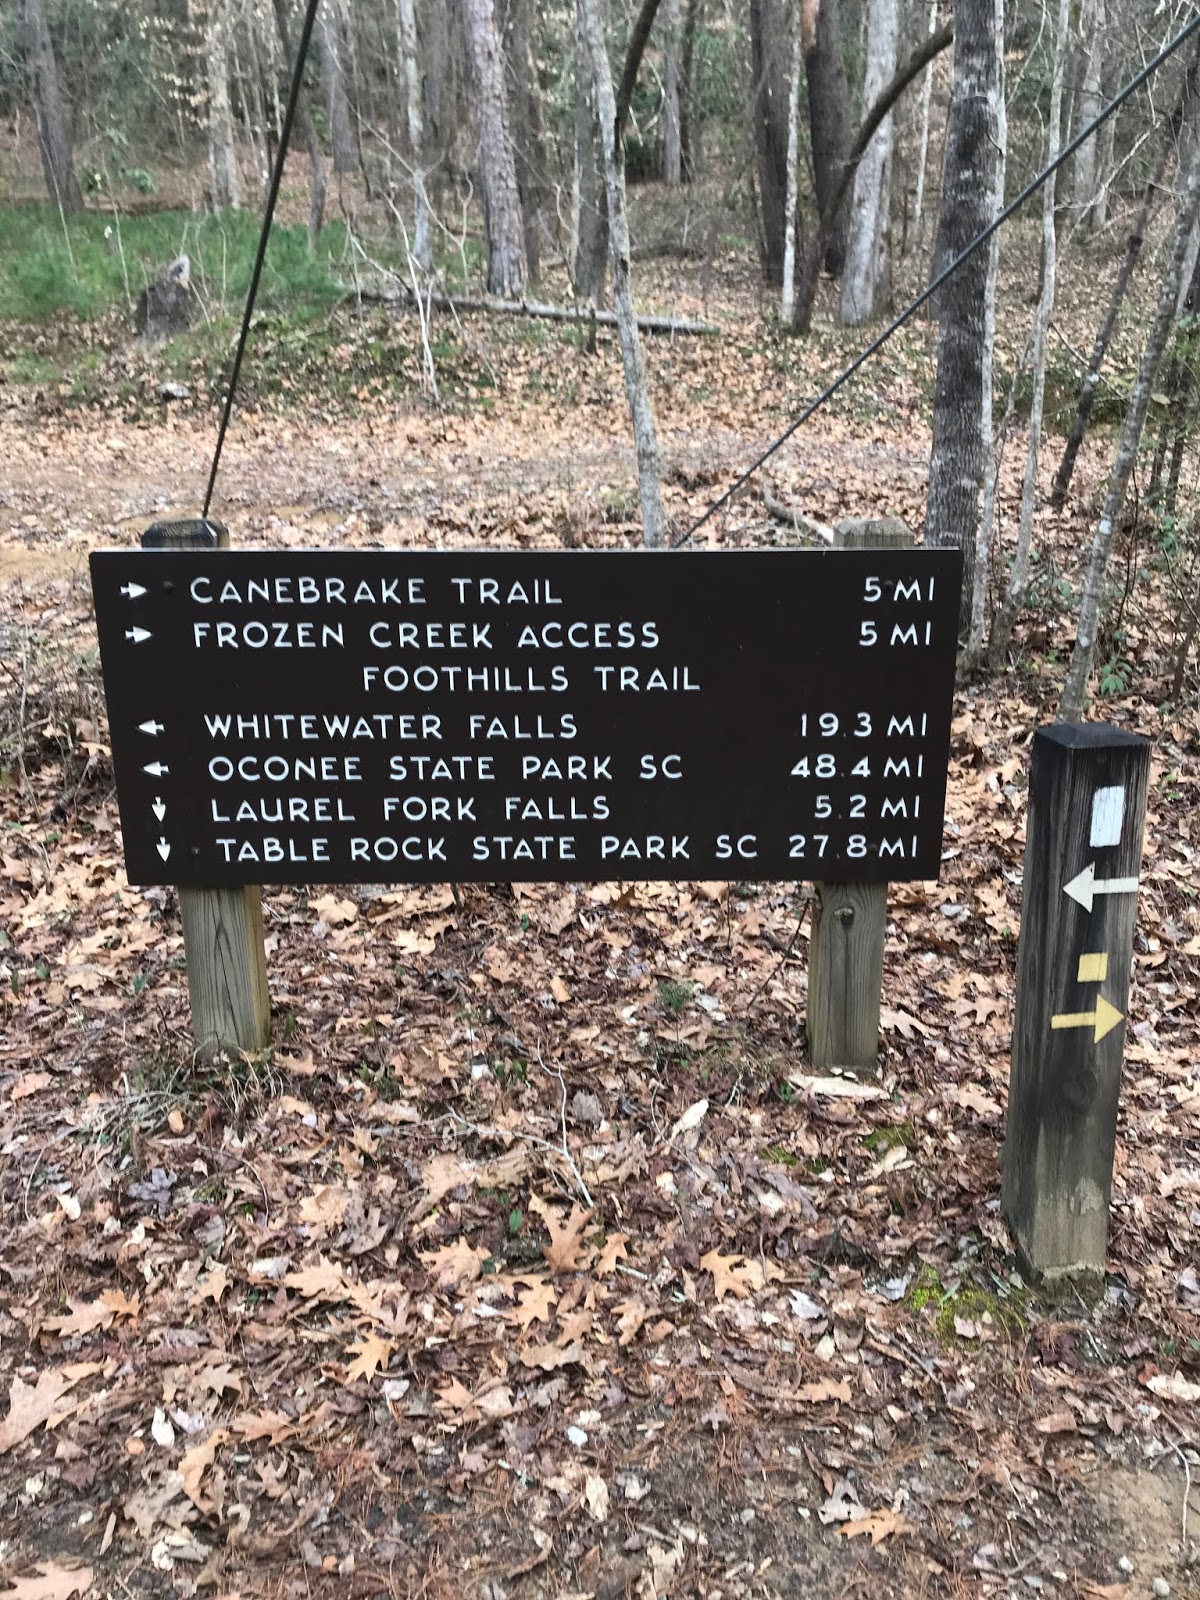 CANEBRAKE TRAIL 5 MI
FROZEN CREEK ACCESS 5 MI
FOOTHILLS TRAIL
WHITEWATER FALLS 19.3 MI
OCONEE STATE PARK SC 48.4 MI
LAUREL FORK FALLS 5.2 MI
TABLE ROCK STATE PARK SC 27.8 MI